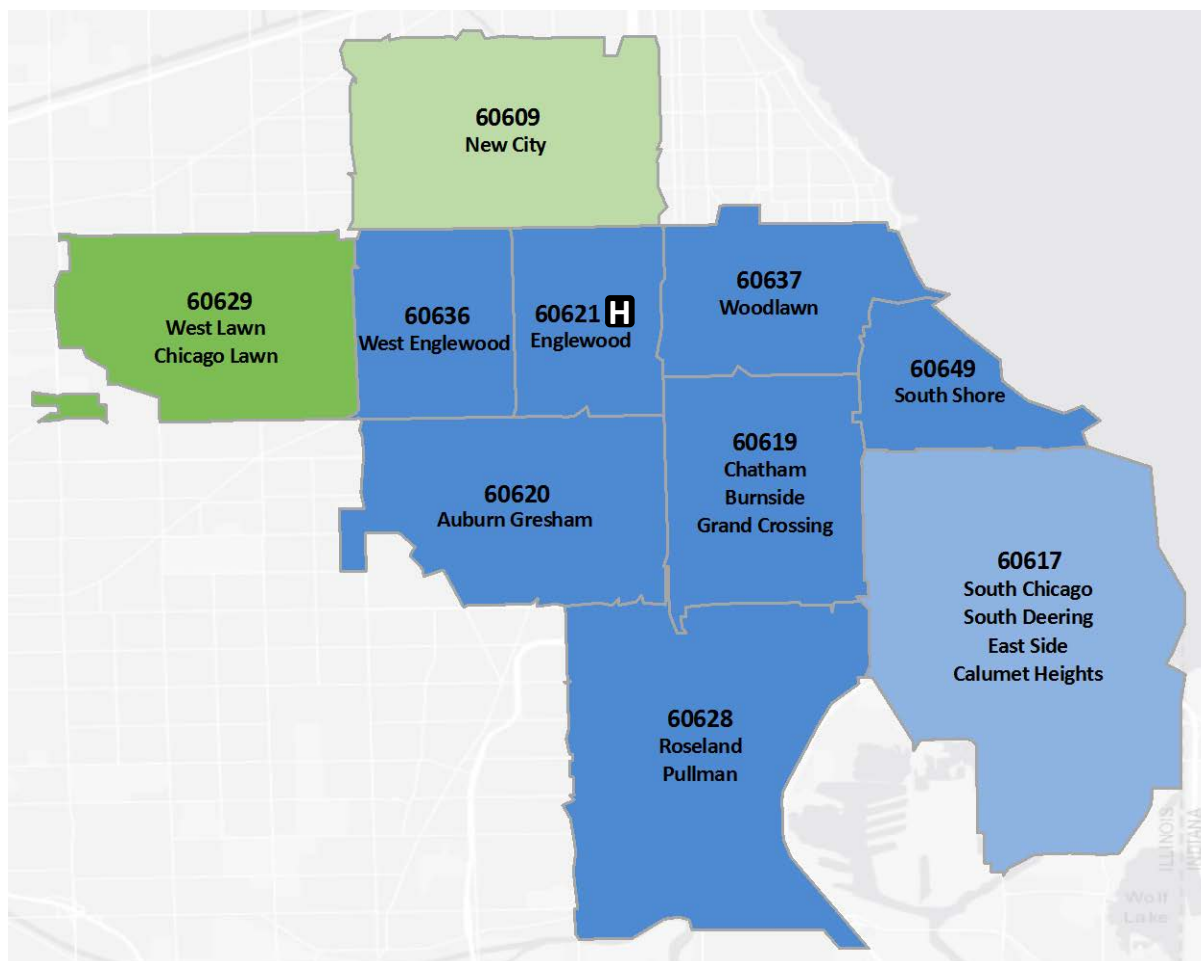 60609
New City
60629
West Lawn
Chicago Lawn
60636
West Englewood
60621 H
Englewood
60637
Woodlawn
60649
South Shore
60620
Auburn Gresham
60619
Chatham
Burnside
Grand Crossing
60617
South Chicago
South Deering
East Side
Calumet Heights
60628
Roseland
Pullman
ILLINOIS
INDIANA
Wolf
Lake